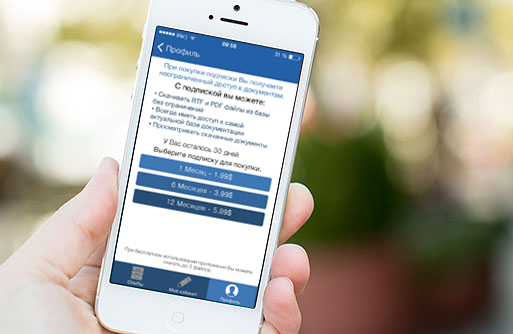 09:58
31 %
Профиль
При покупке подписки Вы получаете
неограниченный доступ к документам.
С подпиской вы можете:
• Скачивать RTF и PDF файлы из базы
без ограничений
• Всегда иметь доступ к самой
актуальной базе документации
• Просматривать скачанные документы
У Вас осталось 30 дней
Выберите подписку для покупки.
1 Месяц - 1.99$
6 Месяцев - 3.99$
12 Месяцев - 5.99$
При бесплатном использовании приложения Вы можете
скачать до 3 файлов.
Мой кабинет
Профиль